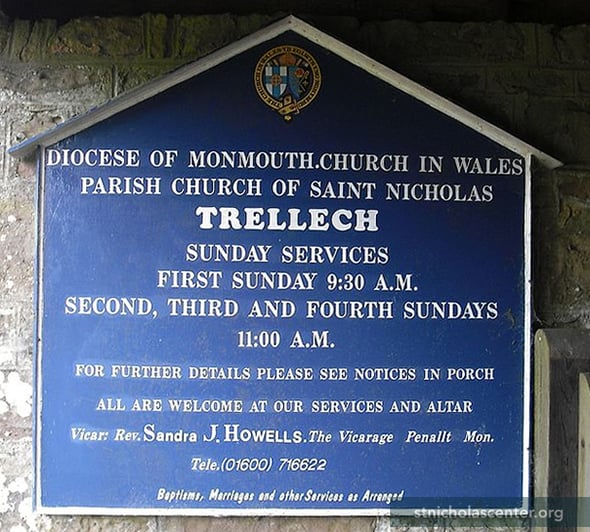 DIOCESE OF MONMOUTH.CHURCH IN WALES
PARISH CHURCH OF SAINT NICHOLAS
TRELLECH
SUNDAY SERVICES
FIRST SUNDAY 9:30 A.M.
SECOND, THIRD AND FOURTH SUNDAYS
11:00 A.M.
FOR FURTHER DETAILS PLEASE SEE NOTICES IN PORCH
ALL ARE WELCOME AT OUR SERVICES AND ALTAR
Vicar: Rev. Sandra J. HOWELLS. The Vicarage Penallt Mon.
Tele.(01600) 716622
Baptisms, Marriages and other Services as Arranged
stnicholascenter.org